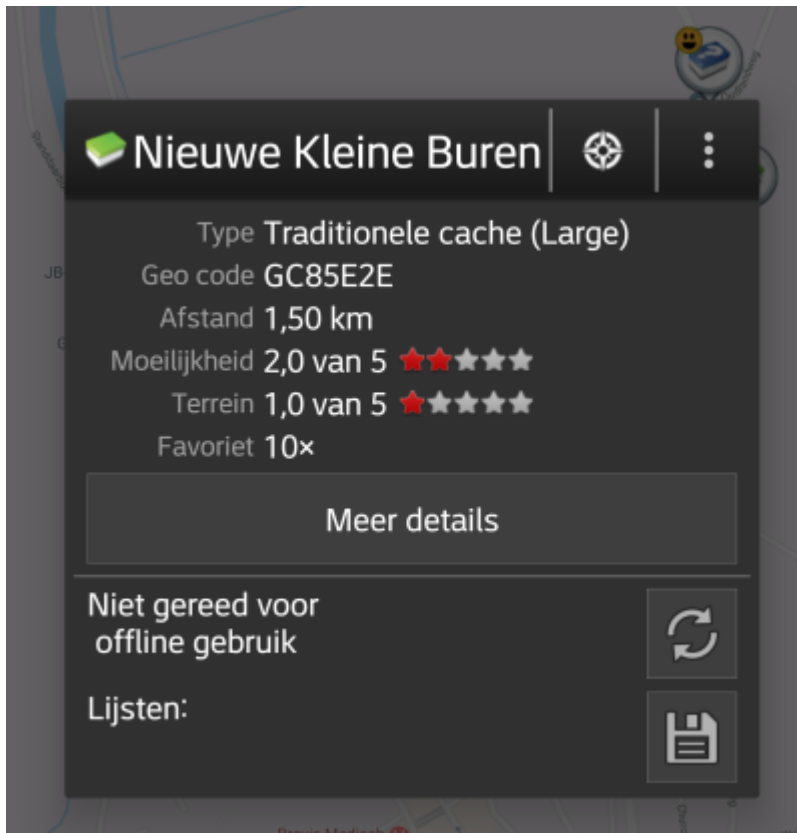 Nieuwe Kleine Buren
Type Traditionele cache (Large)
Geo code GC85E2E
Afstand 1,50 km
Moeilijkheid 2,0 van 5
Terrein 1,0 van 5
Favoriet 10×
Meer details
Niet gereed voor
offline gebruik
Lijsten:
JB-